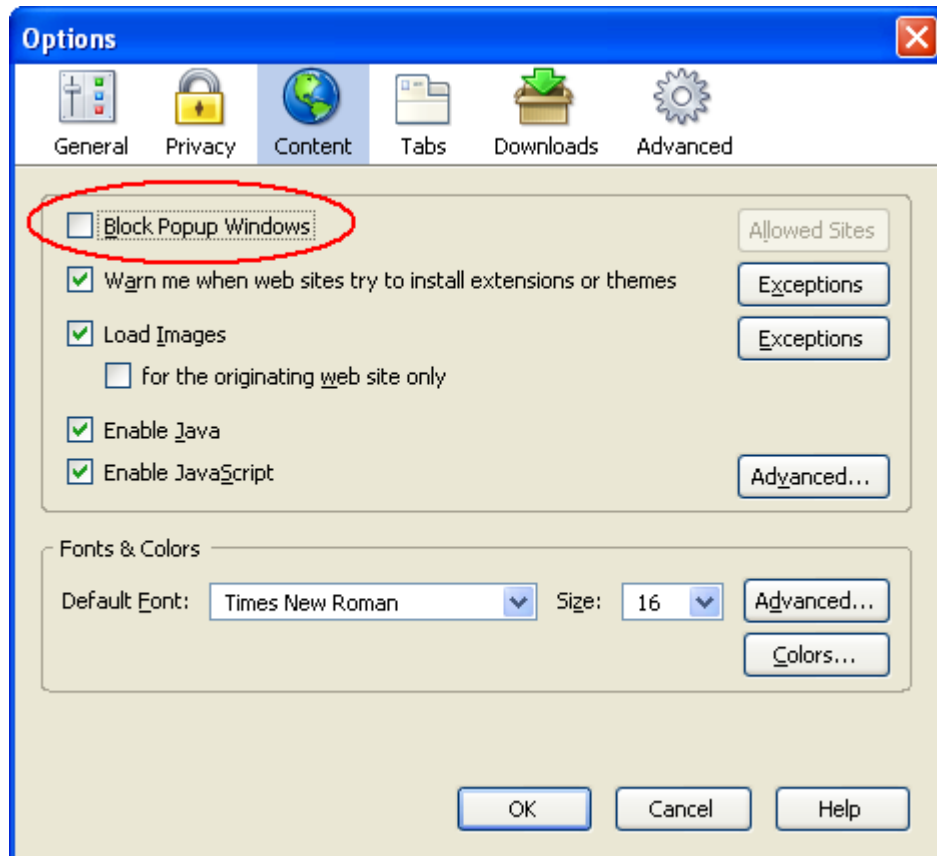 Options
General Privacy Content Tabs Downloads Advanced
Block Popup Windows Allowed Sites
Warn me when web sites try to install extensions or themes Exceptions
Load Images Exceptions
for the originating web site only
Enable Java
Enable JavaScript Advanced...
Fonts & Colors
Default Font: Times New Roman Size: 16 Advanced...
Colors...
OK Cancel Help